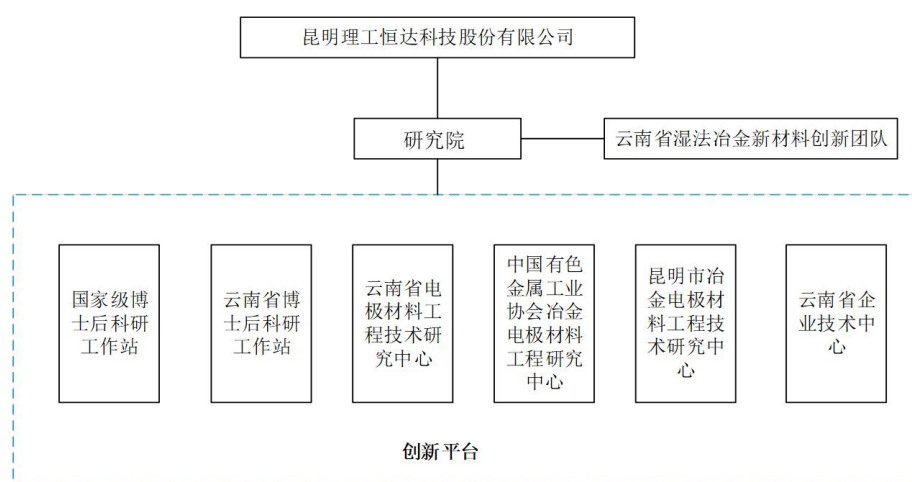 昆明理工恒达科技股份有限公司
研究院
云南省湿法冶金新材料创新团队
国家级博
士后科研
工作站
云南省博
士后科研
工作站
云南省电
极材料工
程技术研
究中心
中国有色
金属工业
协会冶金
电极材料
工程研究
中心
昆明市冶
金电极材
料工程技
术研究中
心
云南省企
业技术中
心
创新平台